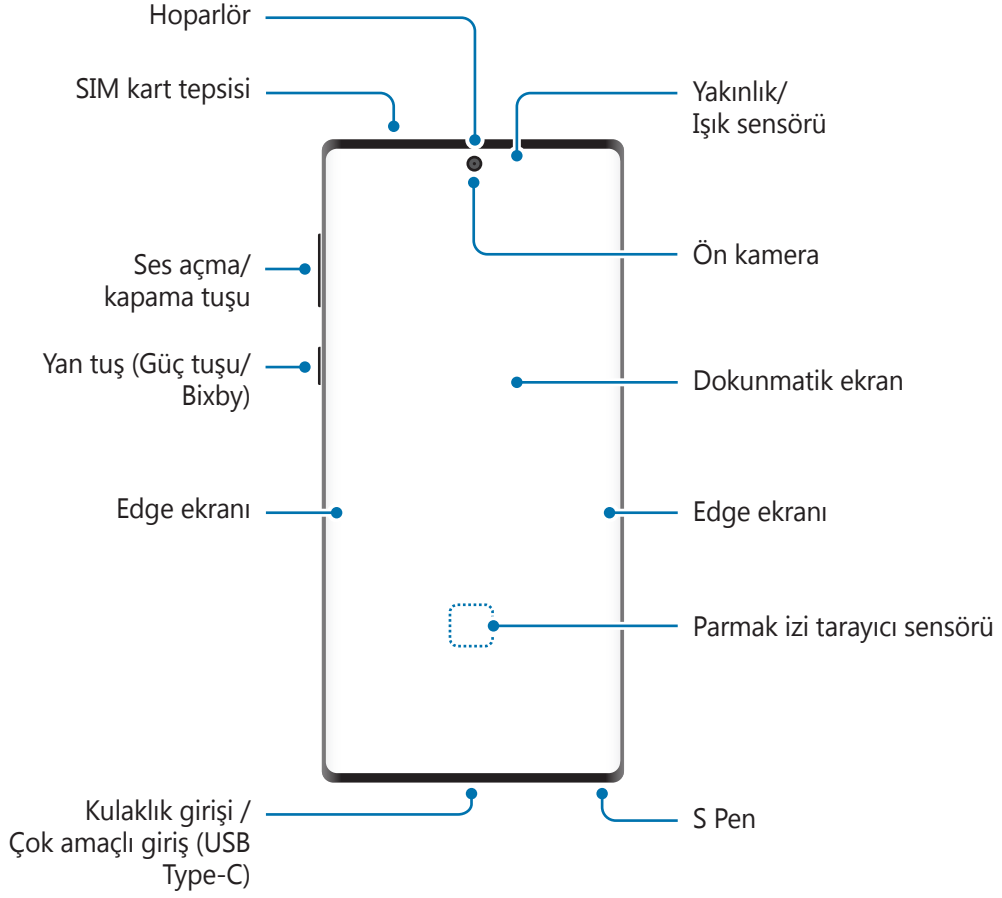 Hoparlör
SIM kart tepsisi
Yakınlık/
Işık sensörü
Ses açma/
kapama tuşu
Ön kamera
Yan tuş (Güç tuşu/
Bixby)
Dokunmatik ekran
Edge ekranı
Edge ekranı
Parmak izi tarayıcı sensörü
Kulaklık girişi /
Çok amaçlı giriş (USB
Type-C)
S Pen